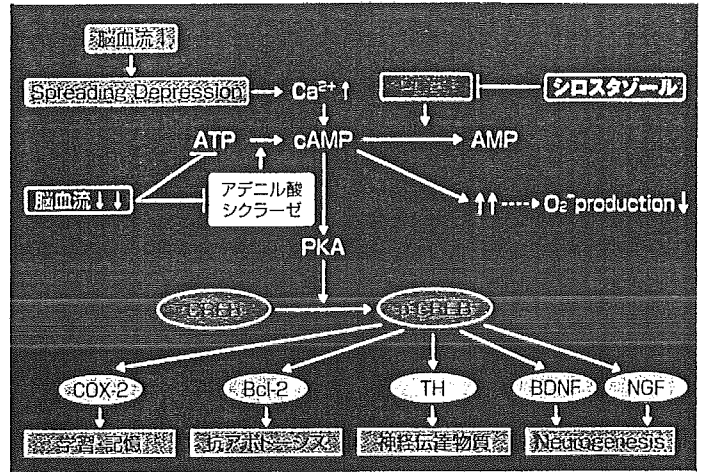 脳血流↓
Spreading Depression
Ca²⁺↑
シロスタゾール
ATP
cAMP
AMP
脳血流↓↓
アデニル酸
シクラーゼ
↑↑
O₂⁻production↓
PKA
CREB
p-CREB
COX-2
Bcl-2
TH
BDNF
NGF
学習・記憶
抗アポトーシス
神経伝達物質
Neurogenesis